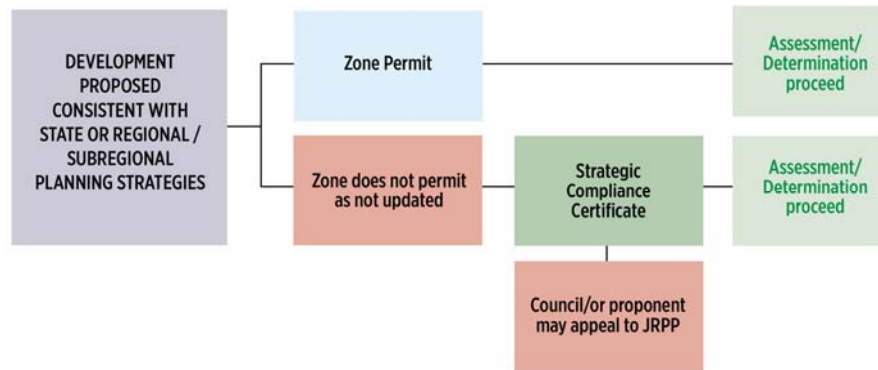 DEVELOPMENT
PROPOSED
CONSISTENT WITH
STATE OR REGIONAL /
SUBREGIONAL
PLANNING STRATEGIES
Zone Permit
Assessment/
Determination
proceed
Zone does not permit
as not updated
Strategic
Compliance
Certificate
Assessment/
Determination
proceed
Council/or proponent
may appeal to JRPP